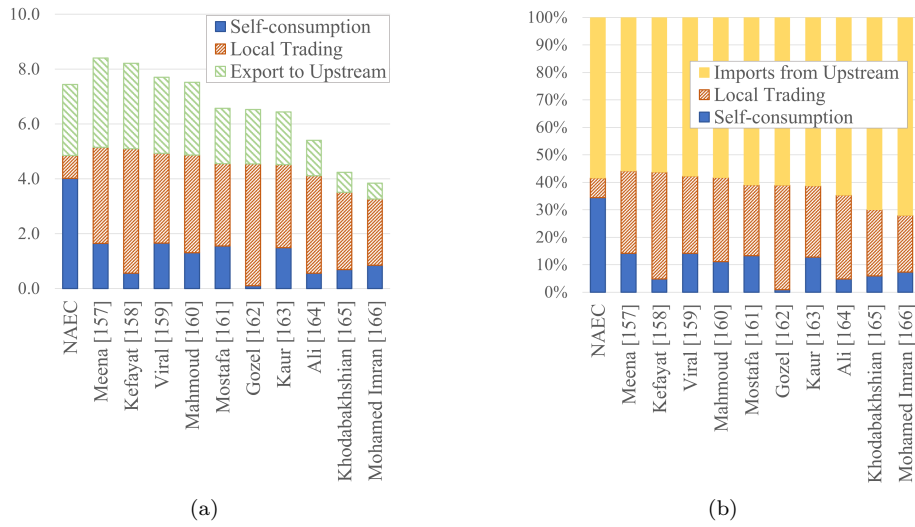 10.0
8.0
6.0
4.0
2.0
0.0
Self-consumption
Local Trading
Export to Upstream
NAEC
Meena [157]
Kefayat [158]
Viral [159]
Mahmoud [160]
Mostafa [161]
Gozel [162]
Kaur [163]
Ali [164]
Khodabakhshian [165]
Mohamed Imran [166]
(a)
100%
90%
80%
70%
60%
50%
40%
30%
20%
10%
0%
Imports from Upstream
Local Trading
Self-consumption
NAEC
Meena [157]
Kefayat [158]
Viral [159]
Mahmoud [160]
Mostafa [161]
Gozel [162]
Kaur [163]
Ali [164]
Khodabakhshian [165]
Mohamed Imran [166]
(b)